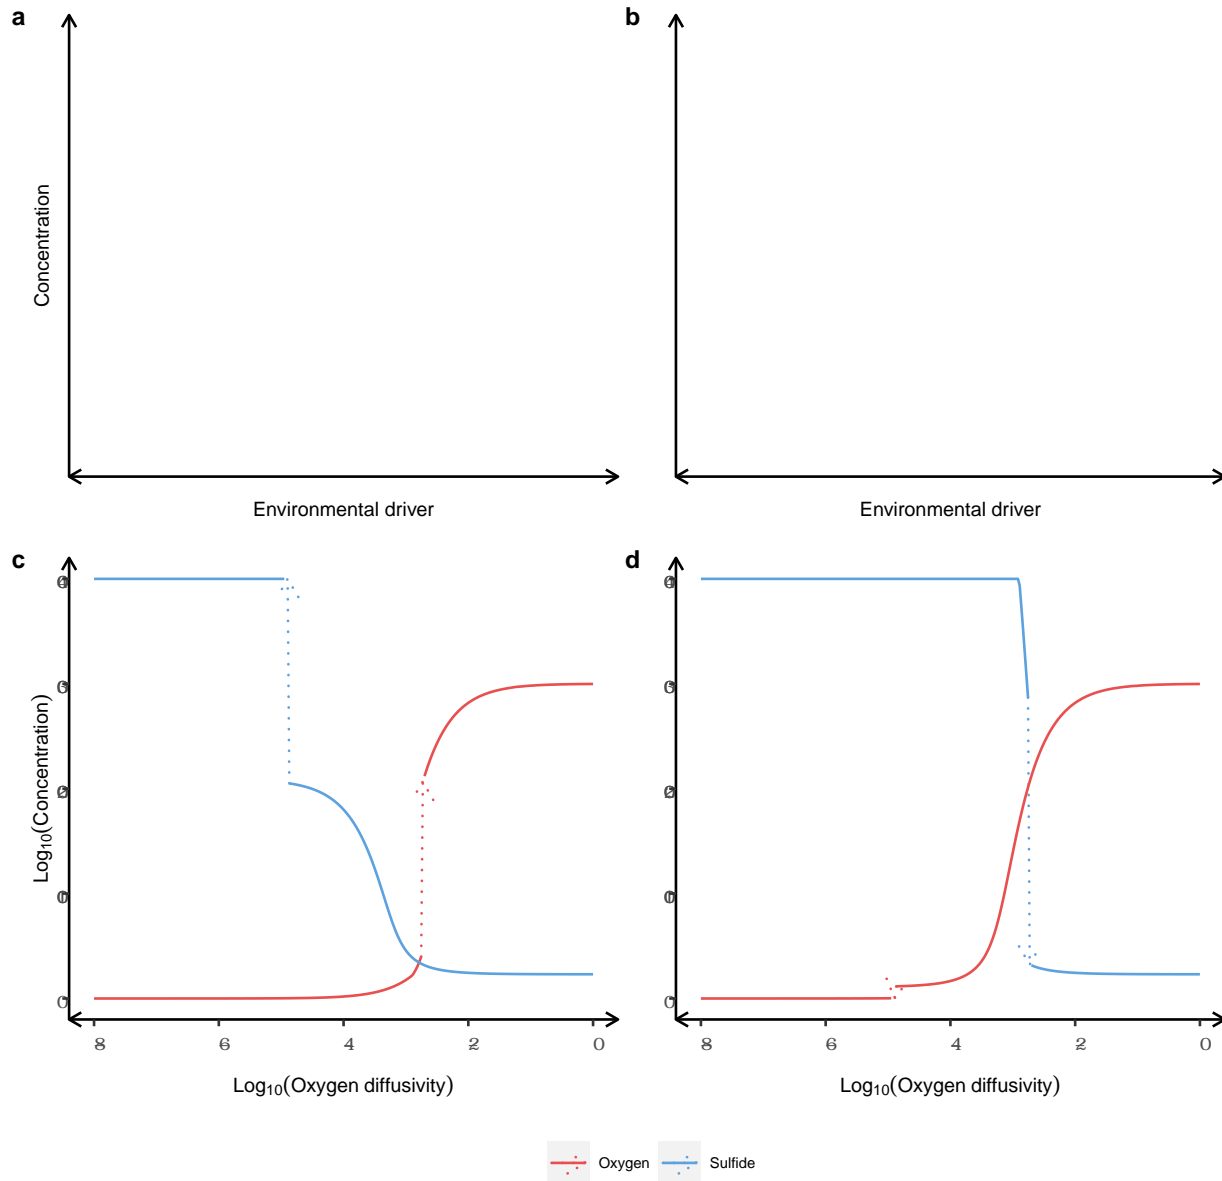 a
b
Concentration
Environmental driver
Environmental driver
c
d
Log10(Concentration)
0
8
6
4
2
0
8
6
4
2
0
Log10(Oxygen diffusivity)
Log10(Oxygen diffusivity)
Oxygen
Sulfide